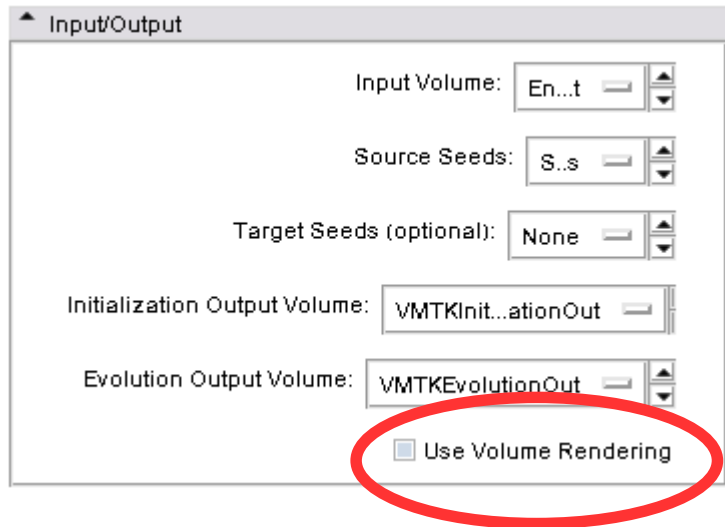 Input/Output
Input Volume: En...t
Source Seeds: S..s
Target Seeds (optional): None
Initialization Output Volume: VMTKInit...ationOut
Evolution Output Volume: VMTKEvolutionOut
Use Volume Rendering